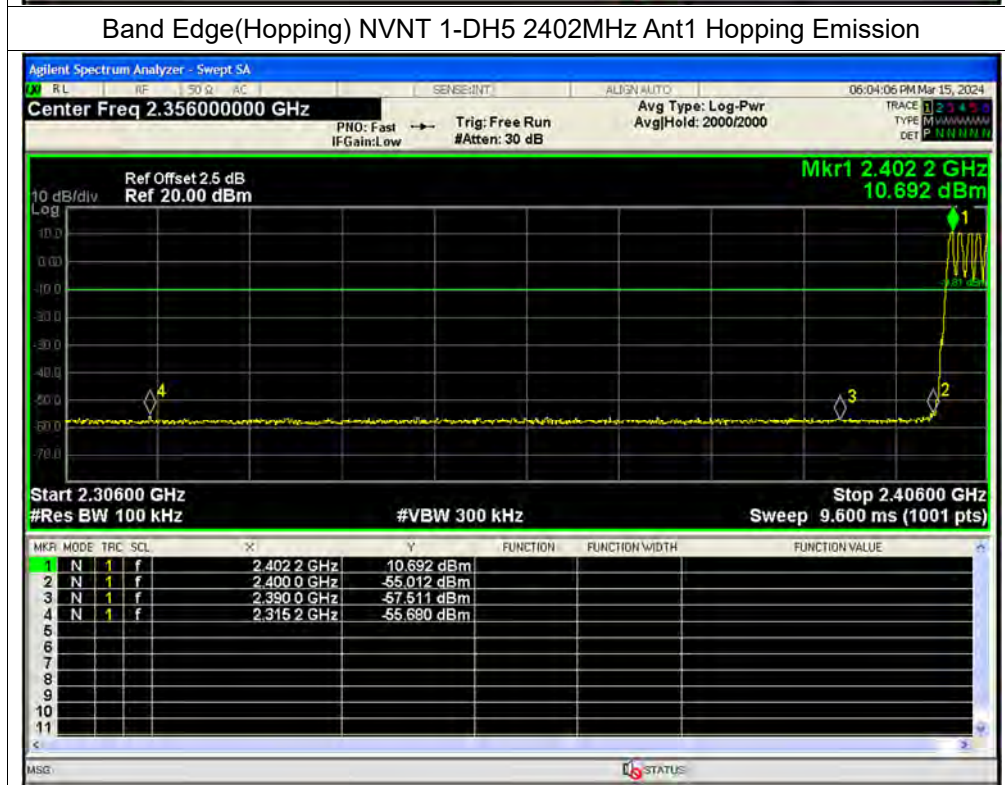 Band Edge(Hopping) NVNT 1-DH5 2402MHz Ant1 Hopping Emission
Agilent Spectrum Analyzer - Swept SA
RL RF 50 Ω AC SENSE:INT ALIGN AUTO 06:04:06 PM Mar 15, 2024
Center Freq 2.356000000 GHz Avg Type: Log-Pwr TRACE 1 2 3 4 5 6
PNO: Fast Trig: Free Run Avg|Hold: 2000/2000 TYPE M
IFGain:Low #Atten: 30 dB DET P N N N N N
Mkr1 2.402 2 GHz
Ref Offset 2.5 dB
10 dB/div Ref 20.00 dBm 10.692 dBm
Log
1
10.0
0.00
-10.0
-20.0
-30.0
-40.0
4
3
2
-50.0
-60.0
-70.0
Start 2.30600 GHz Stop 2.40600 GHz
#Res BW 100 kHz #VBW 300 kHz Sweep 9.600 ms (1001 pts)
MKR MODE TRC SCL X Y FUNCTION FUNCTION WIDTH FUNCTION VALUE
1 N 1 f 2.402 2 GHz 10.692 dBm
2 N 1 f 2.400 0 GHz -55.012 dBm
3 N 1 f 2.390 0 GHz -57.511 dBm
4 N 1 f 2.315 2 GHz -55.680 dBm
5
6
7
8
9
10
11
MSG STATUS